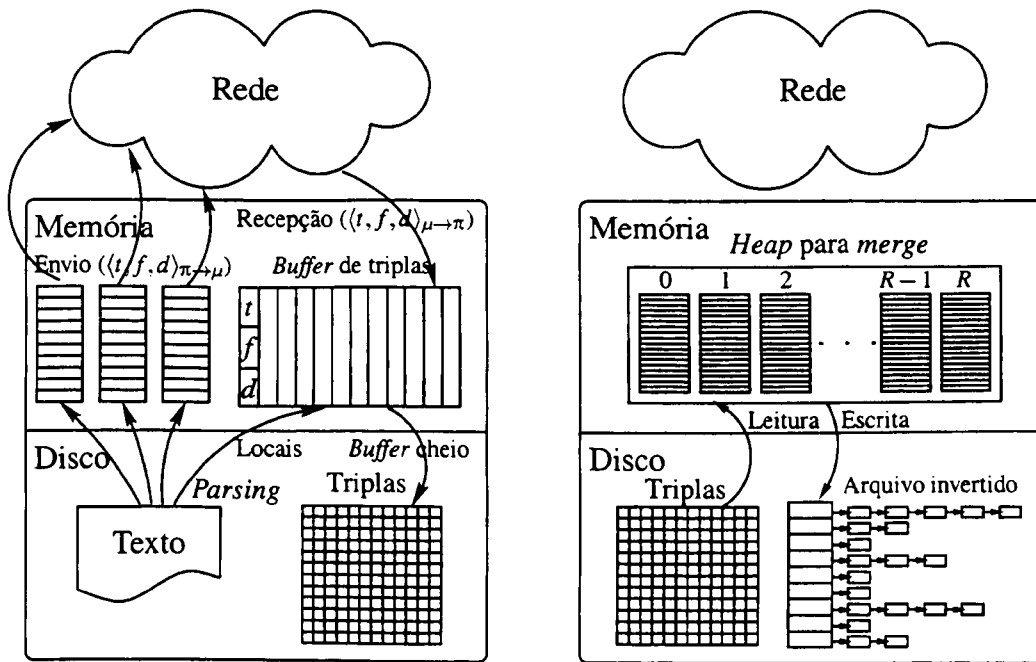 Rede
Memória
Recepção (⟨t, f, d⟩μ→π)
Envio (⟨t, f, d⟩π→μ)
Buffer de triplas
t
f
d
Disco
Locais
Buffer cheio
Parsing
Triplas
Texto
Rede
Memória
Heap para merge
0 1 2 R − 1 R
. . .
Leitura Escrita
Disco
Triplas
Arquivo invertido